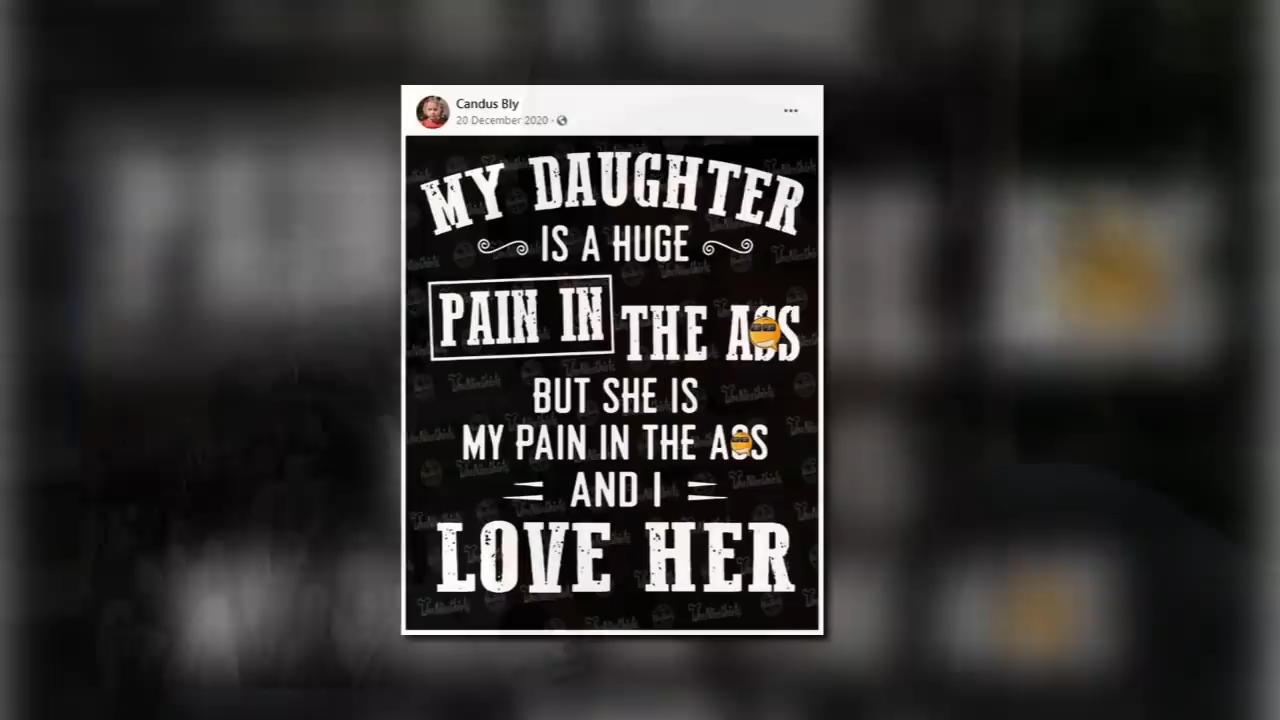 Candus Bly
20 December 2020
MY DAUGHTER
IS A HUGE
PAIN IN THE ASS
BUT SHE IS
MY PAIN IN THE ASS
AND I
LOVE HER